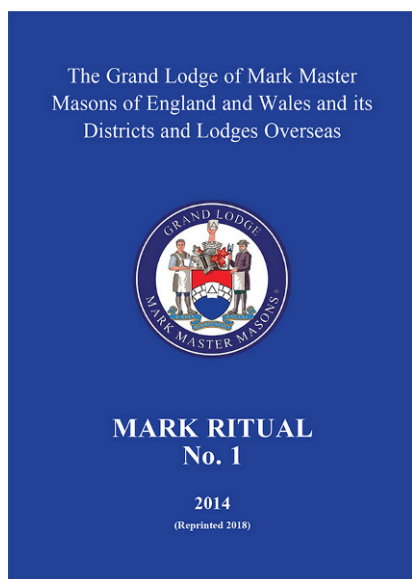 The Grand Lodge of Mark Master
Masons of England and Wales and its
Districts and Lodges Overseas
GRAND LODGE
MARK MASTER MASONS
MARK RITUAL
No. 1
2014
(Reprinted 2018)